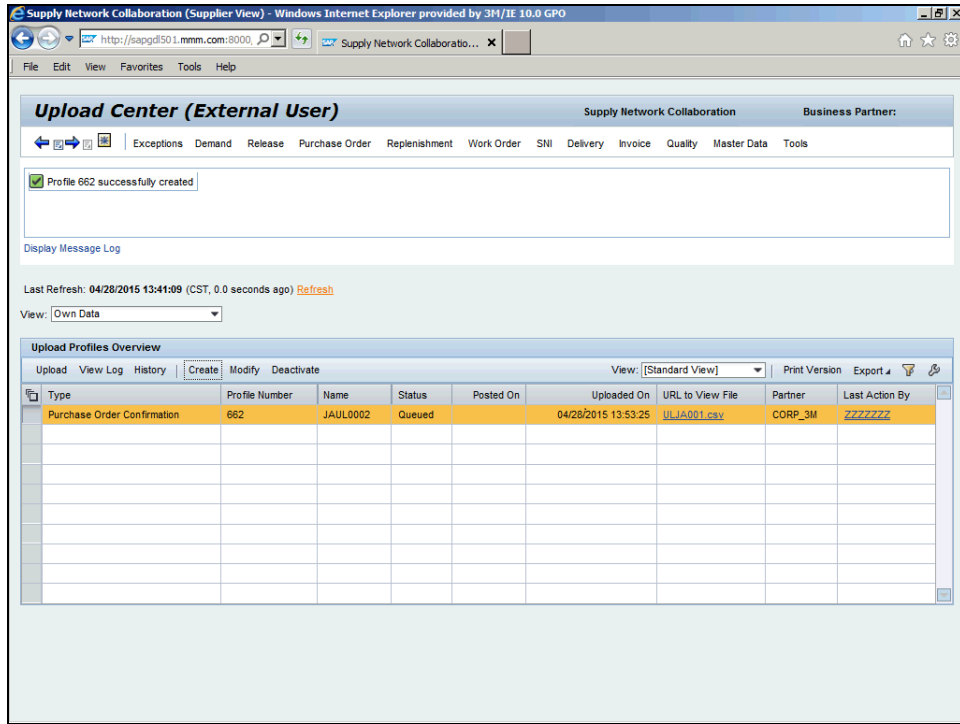 Supply Network Collaboration (Supplier View) - Windows Internet Explorer provided by 3M/IE 10.0 GPO
http://sapgdl501.mmm.com:8000, Supply Network Collaboratio...
File Edit View Favorites Tools Help
Upload Center (External User) Supply Network Collaboration Business Partner:
Exceptions Demand Release Purchase Order Replenishment Work Order SNI Delivery Invoice Quality Master Data Tools
Profile 662 successfully created
Display Message Log
Last Refresh: 04/28/2015 13:41:09 (CST, 0.0 seconds ago) Refresh
View: Own Data
Upload Profiles Overview
Upload View Log History Create Modify Deactivate View: [Standard View] Print Version Export
Type Profile Number Name Status Posted On Uploaded On URL to View File Partner Last Action By
Purchase Order Confirmation 662 JAUL0002 Queued 04/28/2015 13:53:25 ULJA001.csv CORP_3M ZZZZZZZ